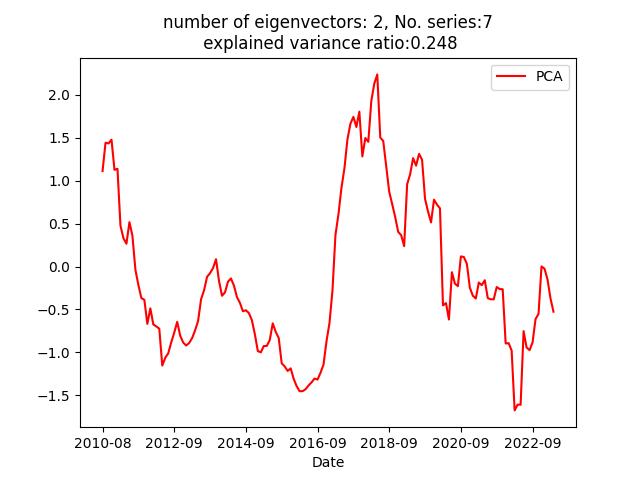 number of eigenvectors: 2, No. series:7
explained variance ratio:0.248
PCA
2.0
1.5
1.0
0.5
0.0
−0.5
−1.0
−1.5
2010-08 2012-09 2014-09 2016-09 2018-09 2020-09 2022-09
Date